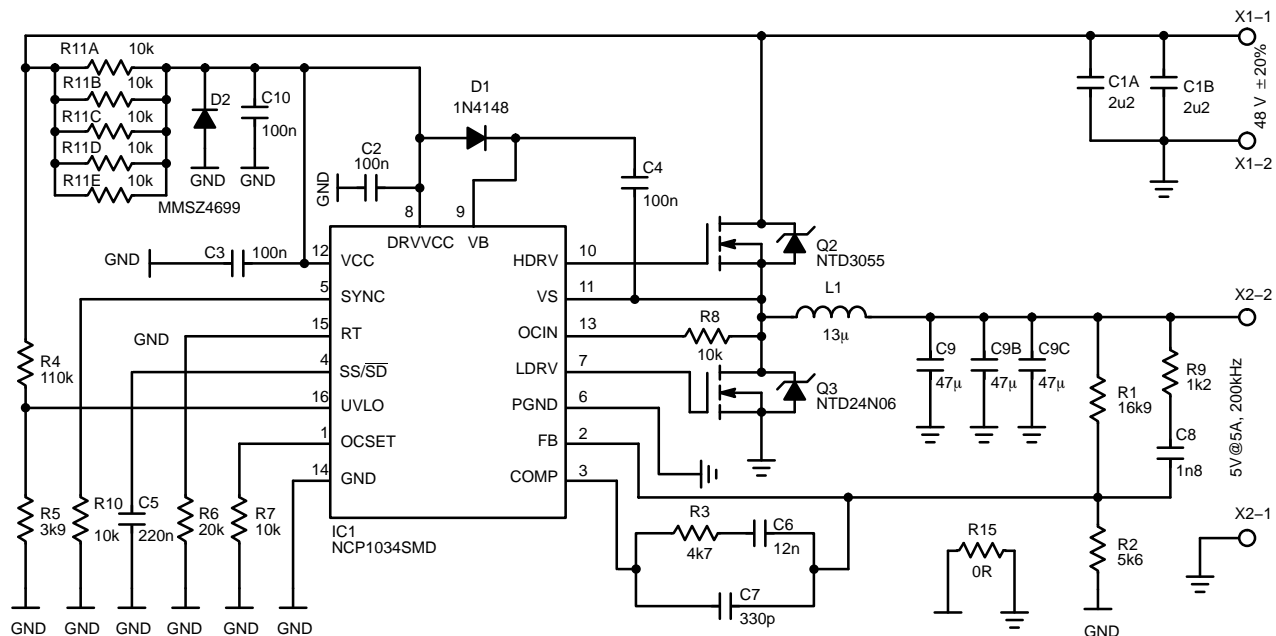 X1−1
48 V ±20%
X1−2
C1A
2u2
C1B
2u2
R11A 10k
R11B 10k
R11C 10k
R11D 10k
R11E 10k
MMSZ4699
D2
GND
C10
100n
GND
D1
1N4148
C2
100n
GND
C4
100n
8
9
DRVVCC
VB
GND
C3
100n
12
VCC
5
SYNC
GND
15
RT
4
SS/SD
16
UVLO
1
OCSET
14
GND
HDRV
10
VS
11
OCIN
13
LDRV
7
PGND
6
FB
2
COMP
3
IC1
NCP1034SMD
Q2
NTD3055
R8
10k
Q3
NTD24N06
L1
13μ
C9
47μ
C9B
47μ
C9C
47μ
R1
16k9
R9
1k2
C8
1n8
X2−2
5V@5A, 200kHz
X2−1
R4
110k
R5
3k9
R10
10k
C5
220n
R6
20k
R7
10k
GND
GND
GND
GND
GND
GND
R3
4k7
C6
12n
C7
330p
R15
0R
R2
5k6
GND